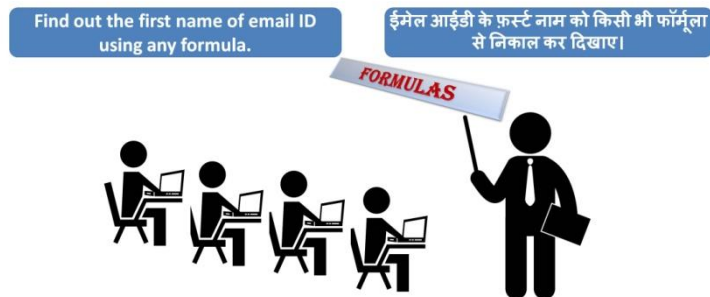 Find out the first name of email ID
using any formula.
ईमेल आईडी के फ़र्स्ट नाम को किसी भी फॉर्मूला
से निकाल कर दिखाए।
FORMULAS